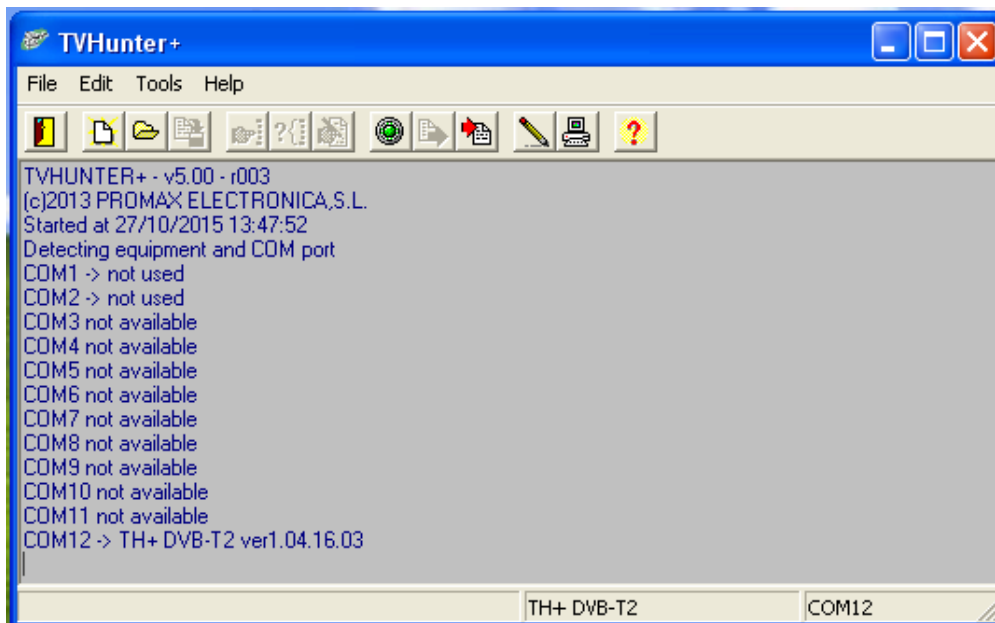 TVHunter+
File Edit Tools Help
TVHUNTER+ - v5.00 - r003
(c)2013 PROMAX ELECTRONICA,S.L.
Started at 27/10/2015 13:47:52
Detecting equipment and COM port
COM1 -> not used
COM2 -> not used
COM3 not available
COM4 not available
COM5 not available
COM6 not available
COM7 not available
COM8 not available
COM9 not available
COM10 not available
COM11 not available
COM12 -> TH+ DVB-T2 ver1.04.16.03
TH+ DVB-T2 COM12